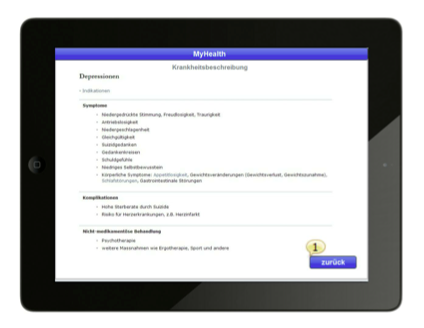 MyHealth
Krankheitsbeschreibung
Depressionen
Indikationen
Symptome
Niedergedrückte Stimmung, Freudlosigkeit, Traurigkeit
Antriebslosigkeit
Niedergeschlagenheit
Gleichgültigkeit
Suizidgedanken
Gedankenkreisen
Schuldgefühle
Niedriges Selbstbewusstsein
Körperliche Symptome: Appetitlosigkeit, Gewichtsveränderungen (Gewichtsverlust, Gewichtszunahme),
Schlafstörungen, Gastrointestinale Störungen
Komplikationen
Hohe Sterberate durch Suizide
Risiko für Herzerkrankungen, z.B. Herzinfarkt
Nicht-medikamentöse Behandlung
Psychotherapie
weitere Massnahmen wie Ergotherapie, Sport und andere
1
zurück